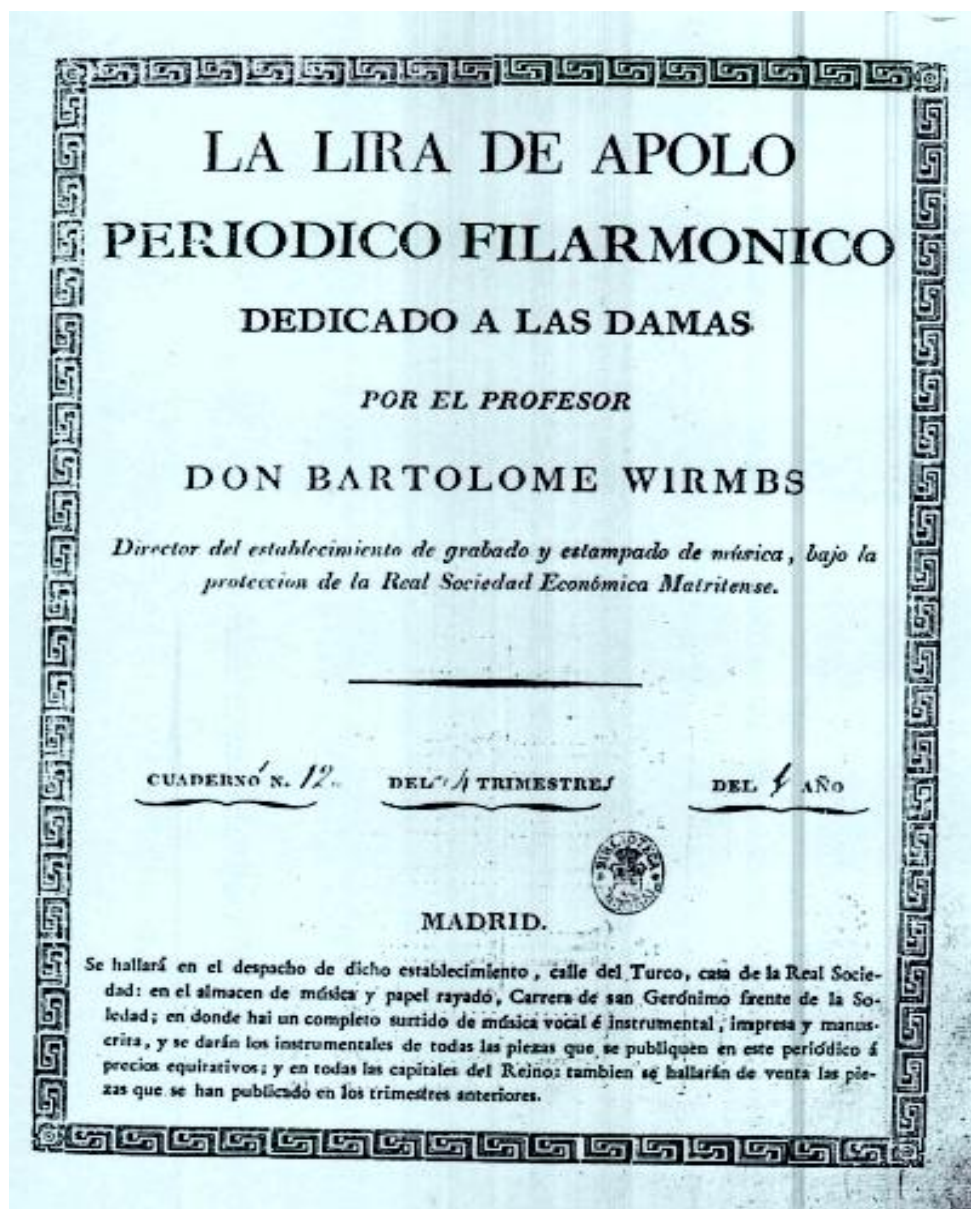 LA LIRA DE APOLO
PERIODICO FILARMONICO
DEDICADO A LAS DAMAS
POR EL PROFESOR
DON BARTOLOME WIRMBS
Director del establecimiento de grabado y estampado de música, bajo la
proteccion de la Real Sociedad Económica Matritense.
CUADERNO N. 12 DEL 4 TRIMESTRE DEL 1 AÑO
BIBLIOTECA
MADRID.
Se hallará en el despacho de dicho establecimiento, calle del Turco, casa de la Real Socie-
dad: en el almacen de música y papel rayado, Carrera de san Gerónimo frente de la So-
ledad; en donde hai un completo surtido de música vocal é instrumental, impresa y manus-
crita, y se darán los instrumentales de todas las piezas que se publiquen en este periódico á
precios equitativos; y en todas las capitales del Reino: tambien se hallarán de venta las pie-
zas que se han publicado en los trimestres anteriores.